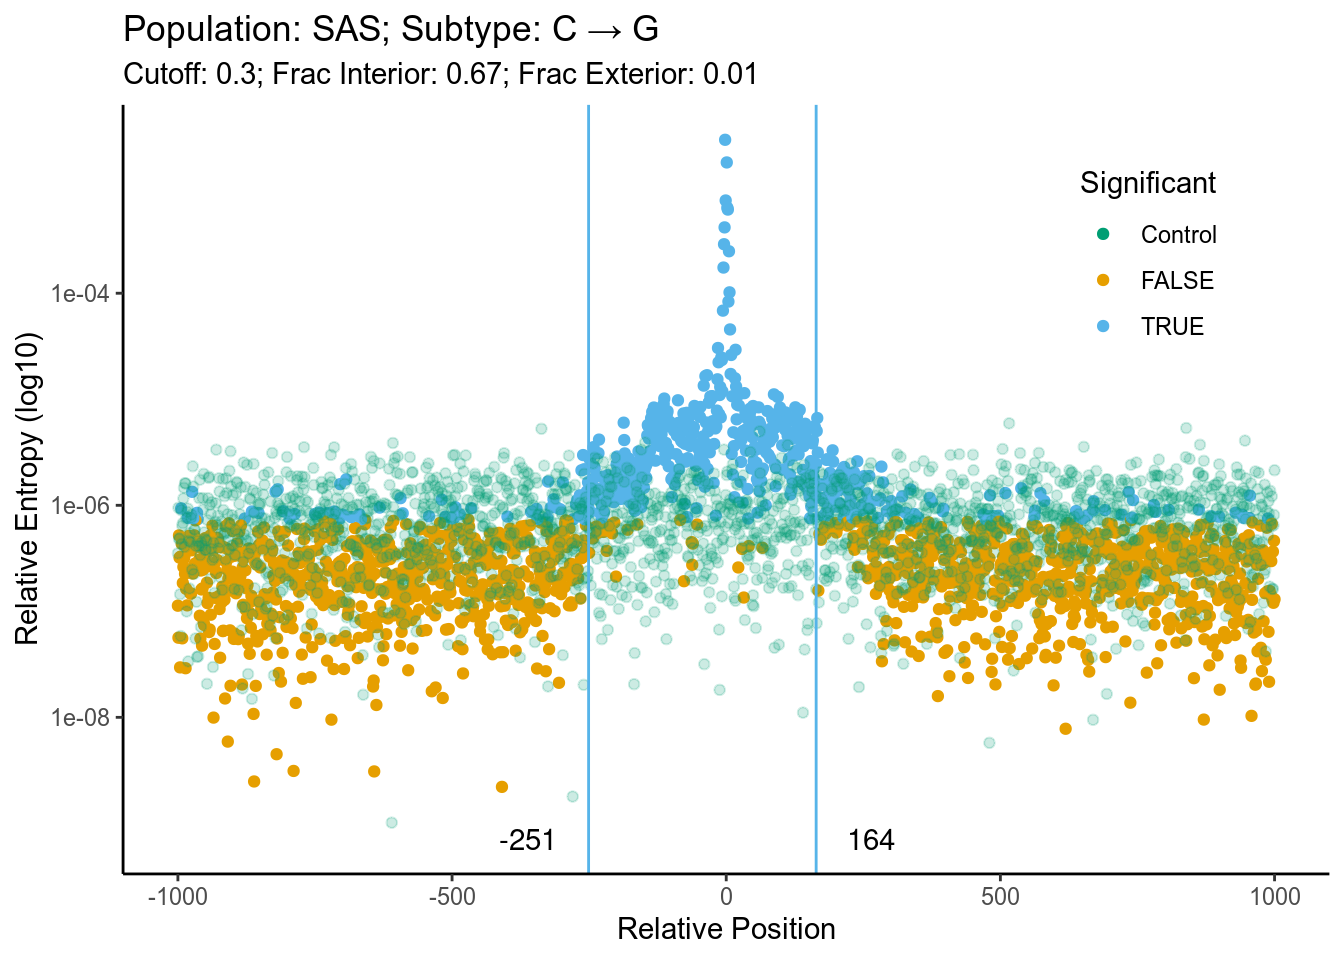 Population: SAS; Subtype: C → G
Cutoff: 0.3; Frac Interior: 0.67; Frac Exterior: 0.01
Significant
Control
FALSE
TRUE
Relative Entropy (log10)
1e-04
1e-06
1e-08
-251
164
-1000
-500
0
500
1000
Relative Position